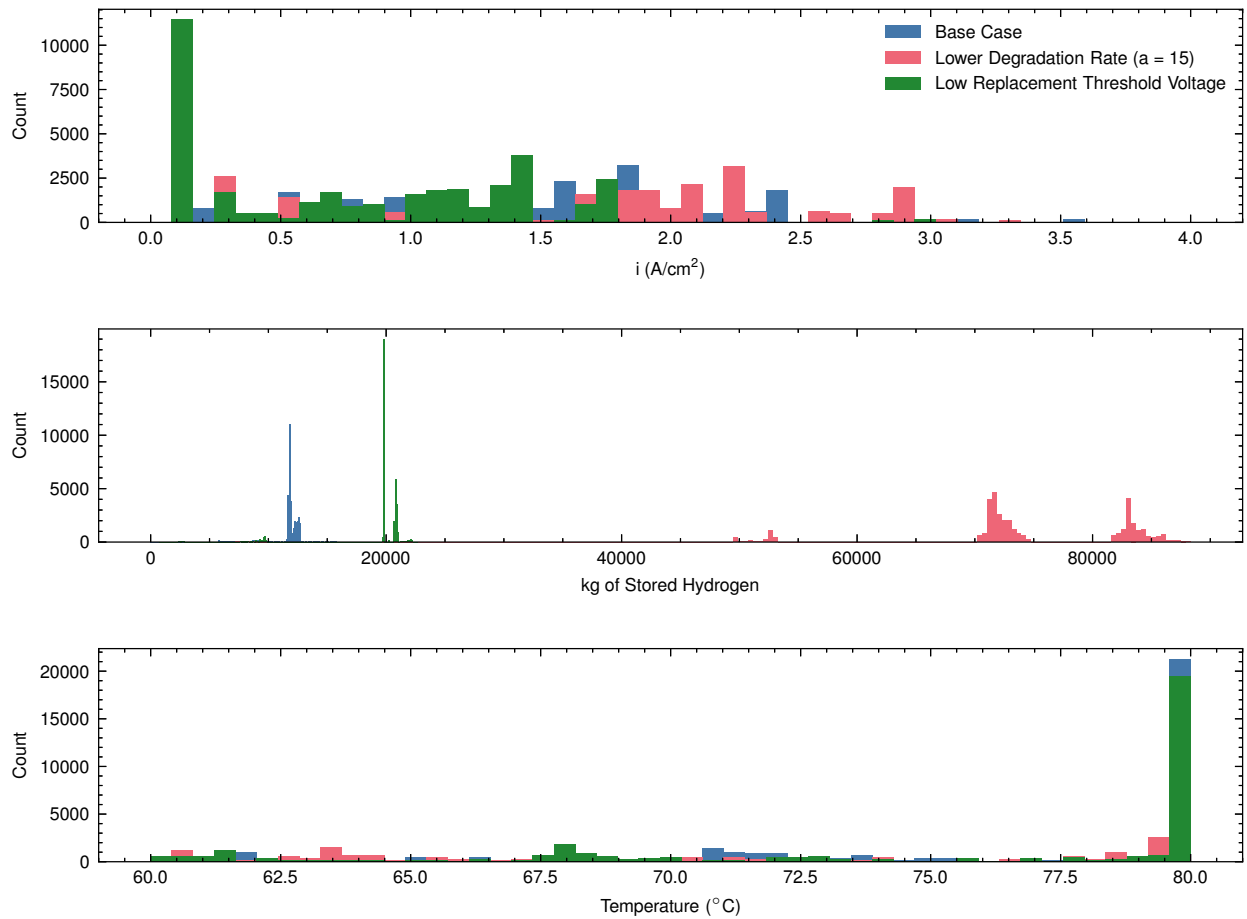 10000
7500
5000
2500
0
Count
Base Case
Lower Degradation Rate (a = 15)
Low Replacement Threshold Voltage
0.0 0.5 1.0 1.5 2.0 2.5 3.0 3.5 4.0
i (A/cm²)
15000
10000
5000
0
Count
0 20000 40000 60000 80000
kg of Stored Hydrogen
20000
15000
10000
5000
0
Count
60.0 62.5 65.0 67.5 70.0 72.5 75.0 77.5 80.0
Temperature (°C)